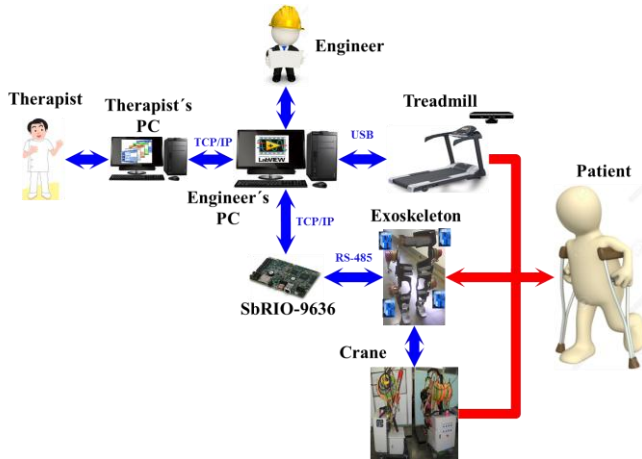 Engineer
Therapist
Therapist´s
PC
Treadmill
TCP/IP
USB
LabVIEW
Engineer´s
PC
Patient
TCP/IP
Exoskeleton
RS-485
SbRIO-9636
Crane